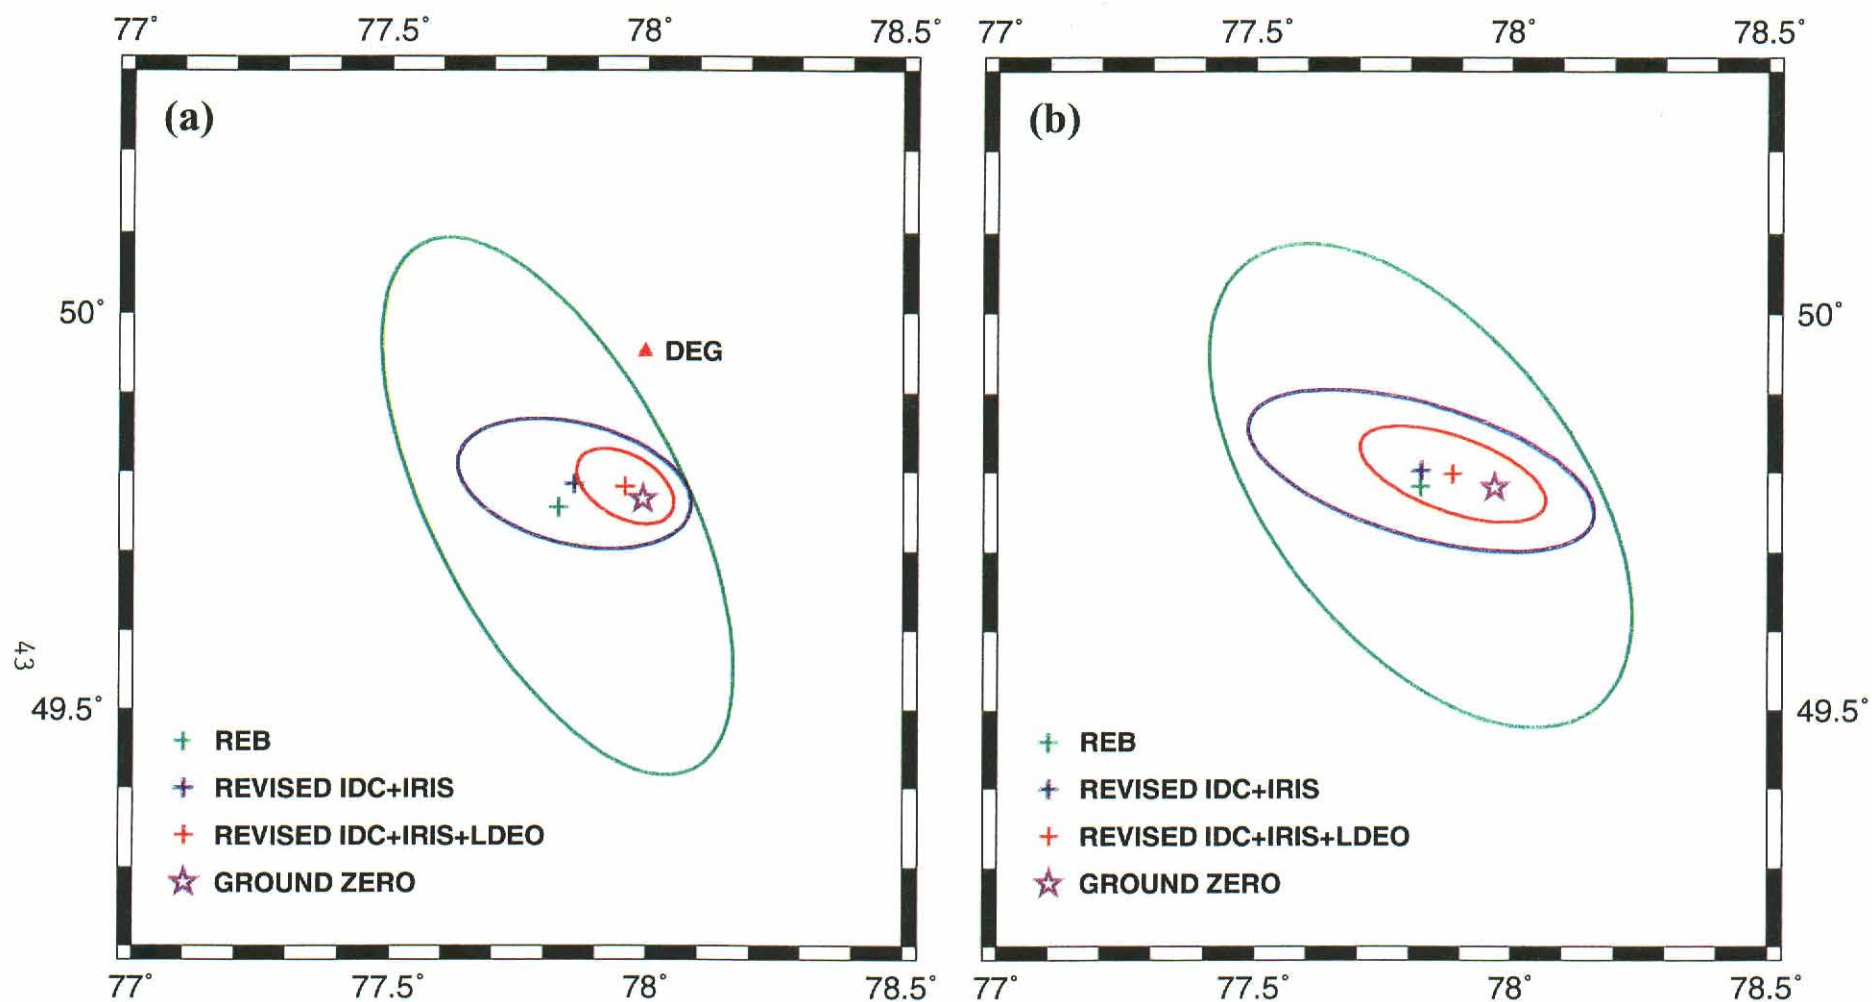 77° 77.5° 78° 78.5° 77° 77.5° 78° 78.5°
(a) (b)
50° 50°
DEG
43
49.5° 49.5°
REB REB
REVISED IDC+IRIS REVISED IDC+IRIS
REVISED IDC+IRIS+LDEO REVISED IDC+IRIS+LDEO
GROUND ZERO GROUND ZERO
77° 77.5° 78° 78.5° 77° 77.5° 78° 78.5°